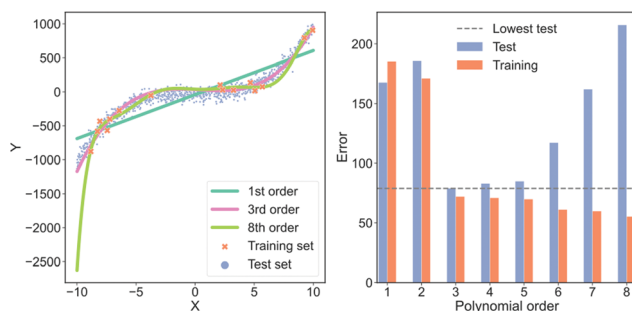 1000
500
0
−500
−1000
−1500
−2000
−2500
Y
−10
−5
0
5
10
X
1st order
3rd order
8th order
Training set
Test set
200
150
100
50
0
Error
Lowest test
Test
Training
1 2 3 4 5 6 7 8
Polynomial order